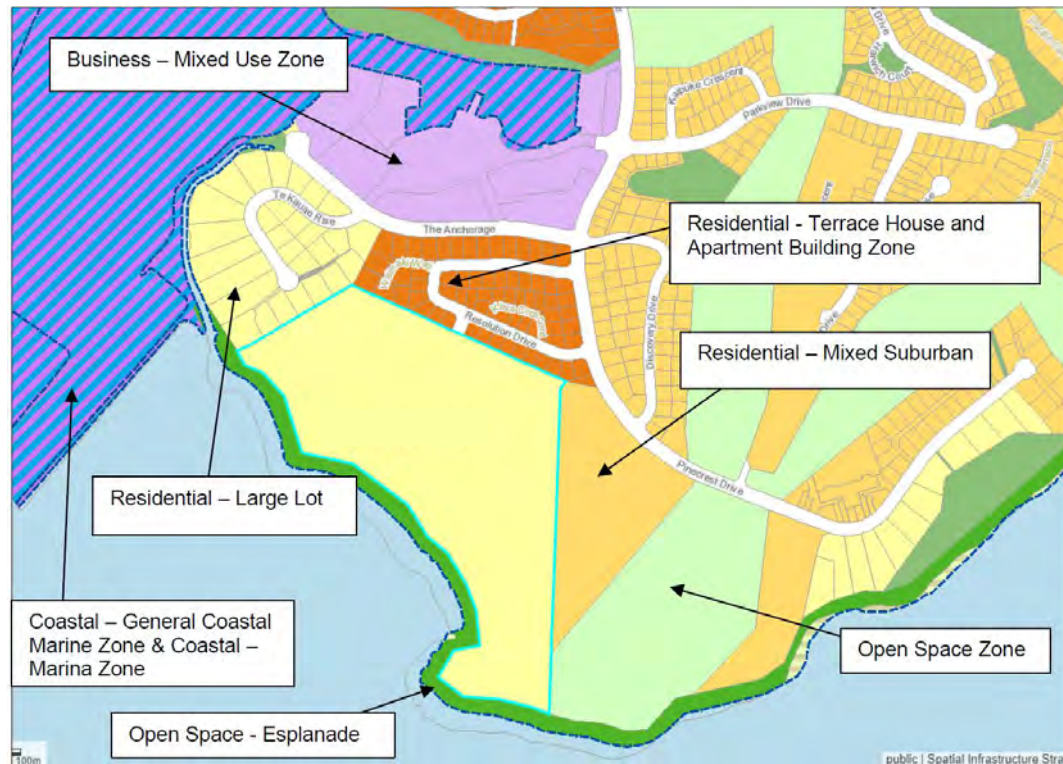 Business – Mixed Use Zone
Kaibuke Crescent
Parkview Drive
Te Kauae Rise
The Anchorage
Residential - Terrace House and
Apartment Building Zone
Resolution Drive
Discovery Drive
Drive
Residential – Mixed Suburban
Pinecrest Drive
Residential – Large Lot
Coastal – General Coastal
Marine Zone & Coastal –
Marina Zone
Open Space Zone
Open Space - Esplanade
100m
public | Spatial Infrastructure Stra